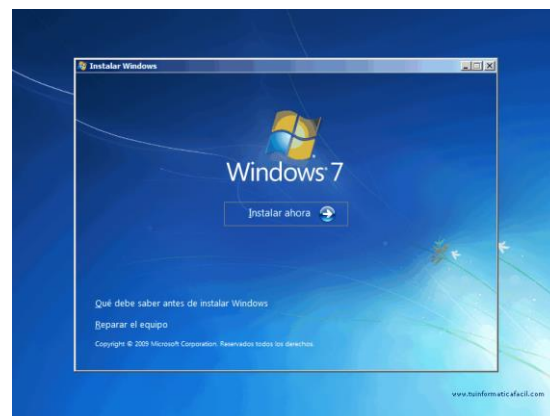 Instalar Windows
Windows 7
Instalar ahora
Qué debe saber antes de instalar Windows
Reparar el equipo
Copyright © 2009 Microsoft Corporation. Reservados todos los derechos.
www.tuinformaticafacil.com